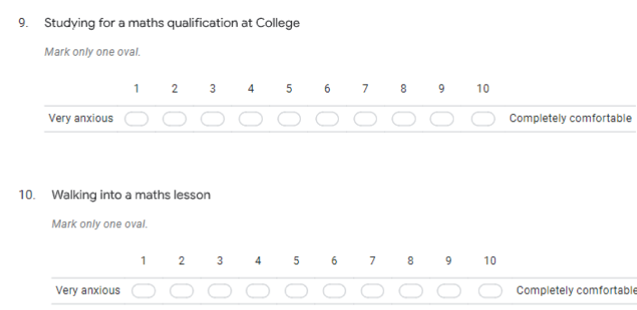 9. Studying for a maths qualification at College
Mark only one oval.
1 2 3 4 5 6 7 8 9 10
Very anxious Completely comfortable
10. Walking into a maths lesson
Mark only one oval.
1 2 3 4 5 6 7 8 9 10
Very anxious Completely comfortable